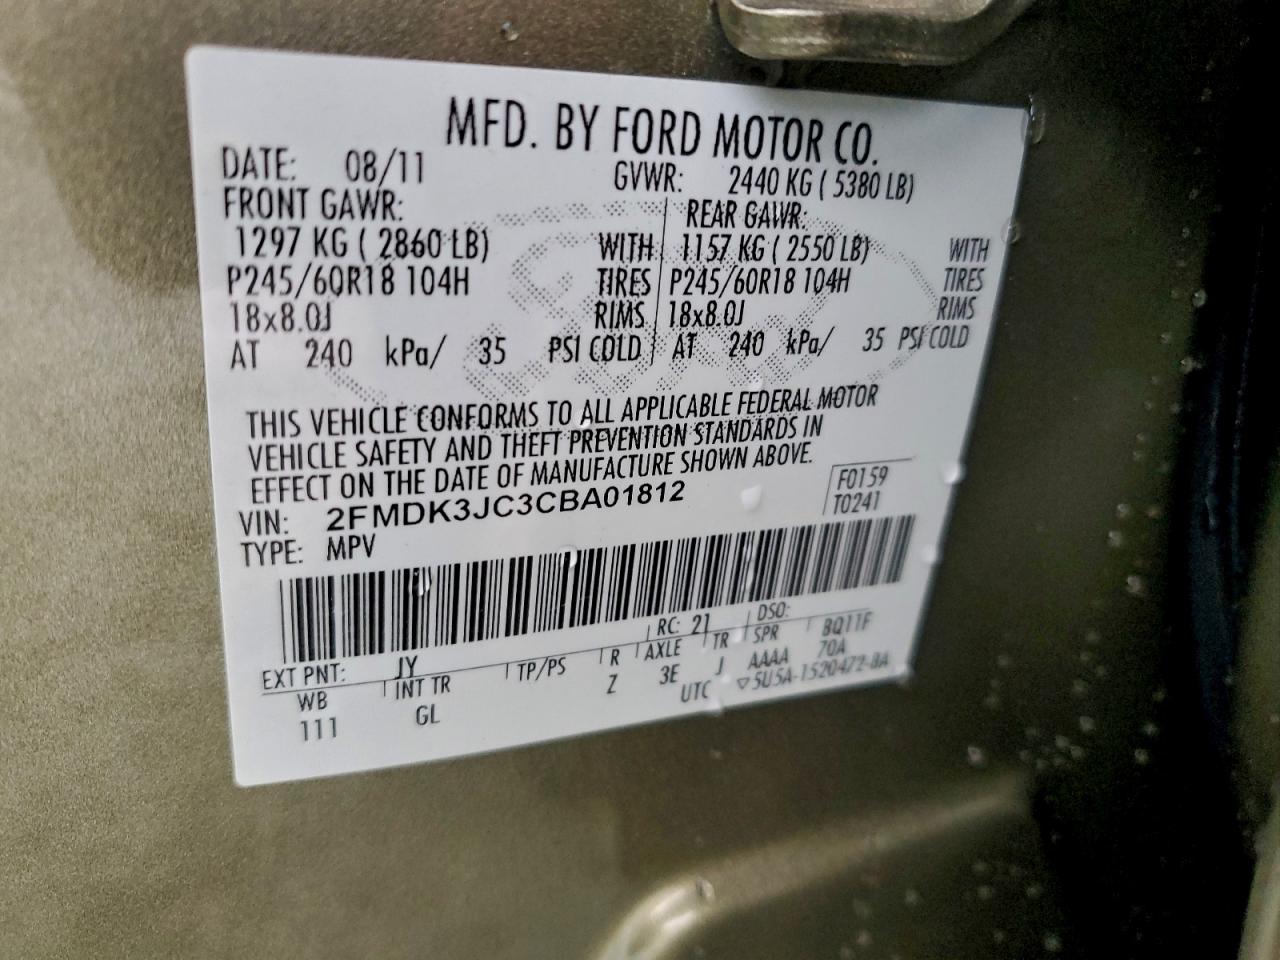 MFD. BY FORD MOTOR CO.
DATE: 08/11 GVWR: 2440 KG ( 5380 LB)
FRONT GAWR: REAR GAWR:
1297 KG ( 2860 LB) WITH 1157 KG ( 2550 LB) WITH
P245/60R18 104H TIRES P245/60R18 104H TIRES
18x8.0J RIMS 18x8.0J RIMS
AT 240 kPa/ 35 PSI COLD AT 240 kPa/ 35 PSI COLD
THIS VEHICLE CONFORMS TO ALL APPLICABLE FEDERAL MOTOR
VEHICLE SAFETY AND THEFT PREVENTION STANDARDS IN
EFFECT ON THE DATE OF MANUFACTURE SHOWN ABOVE.
VIN: 2FMDK3JC3CBA01812 F0159
TYPE: MPV T0241
EXT PNT: JY RC: 21 DSO: BQ11F
WB INT TR TP/PS R AXLE TR SPR 70A
111 GL Z 3E J AAAA
UTC ▽5U5A-1520472-BA